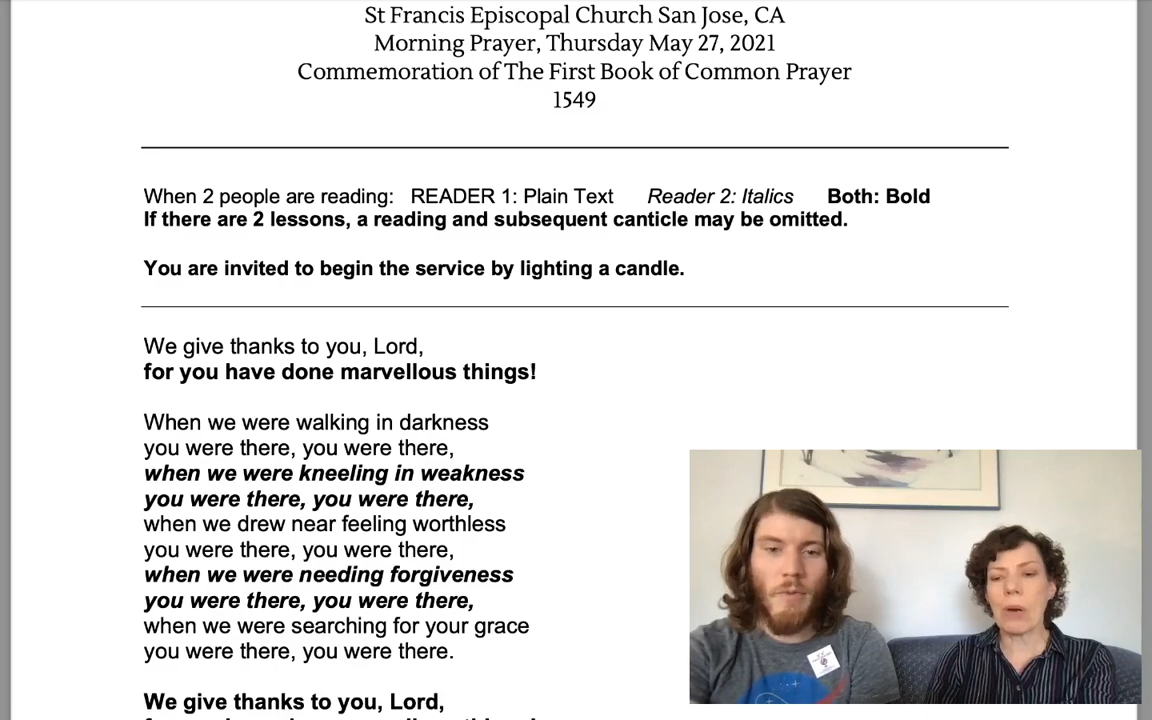 St Francis Episcopal Church San Jose, CA
Morning Prayer, Thursday May 27, 2021
Commemoration of The First Book of Common Prayer
1549
When 2 people are reading: READER 1: Plain Text Reader 2: Italics Both: Bold
If there are 2 lessons, a reading and subsequent canticle may be omitted.
You are invited to begin the service by lighting a candle.
We give thanks to you, Lord,
for you have done marvellous things!
When we were walking in darkness
you were there, you were there,
when we were kneeling in weakness
you were there, you were there,
when we drew near feeling worthless
you were there, you were there,
when we were needing forgiveness
you were there, you were there,
when we were searching for your grace
you were there, you were there.
We give thanks to you, Lord,